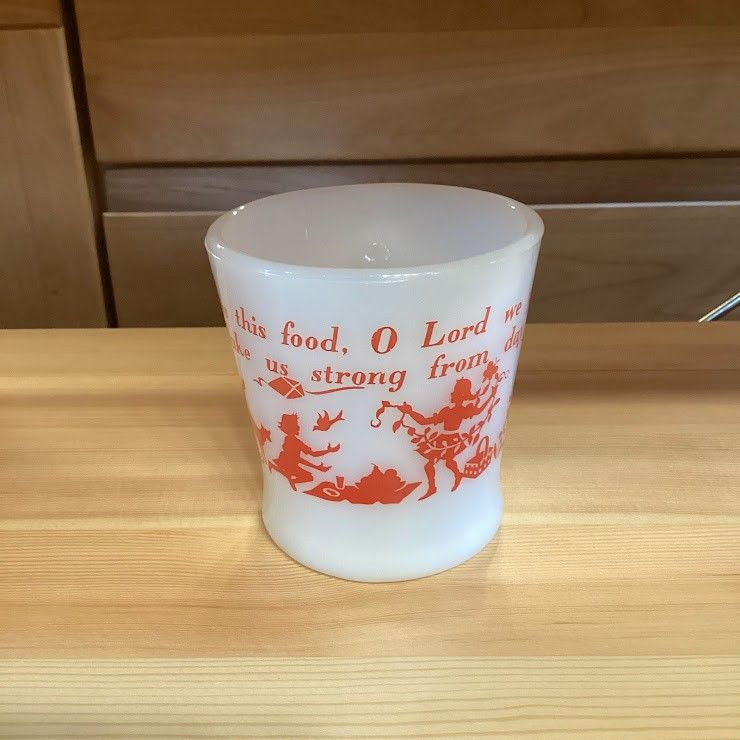 this food, O Lord we
us strong from